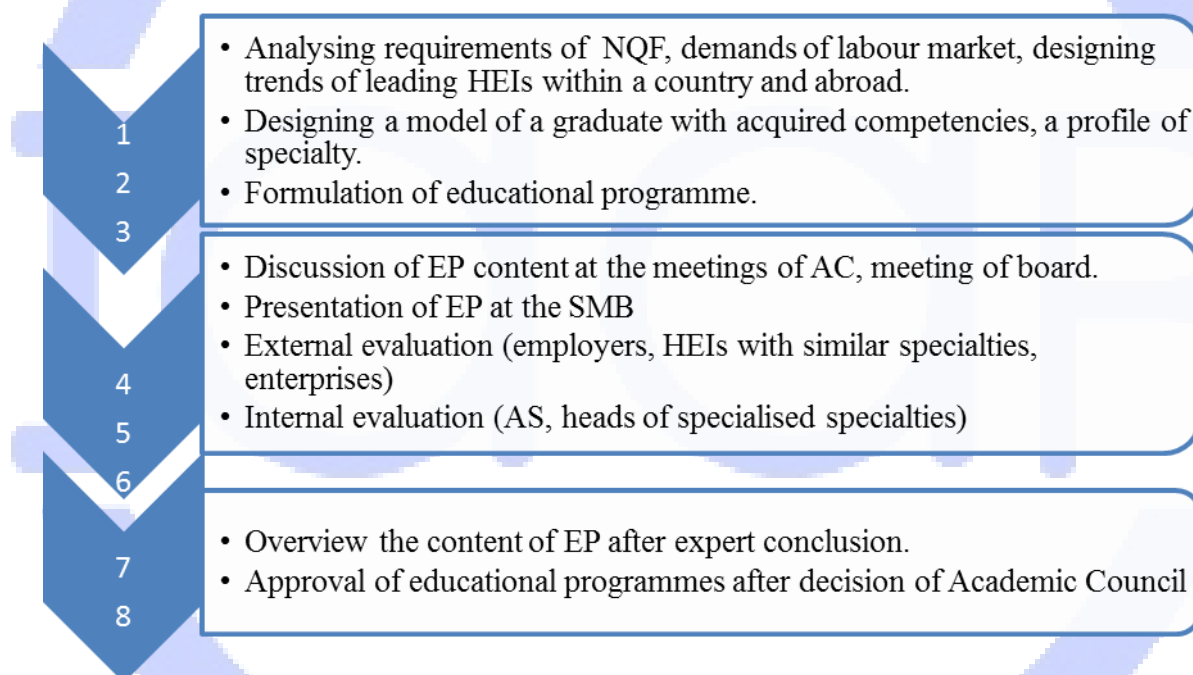 1
2
3
• Analysing requirements of NQF, demands of labour market, designing
trends of leading HEIs within a country and abroad.
• Designing a model of a graduate with acquired competencies, a profile of
specialty.
• Formulation of educational programme.
4
5
6
• Discussion of EP content at the meetings of AC, meeting of board.
• Presentation of EP at the SMB
• External evaluation (employers, HEIs with similar specialties,
enterprises)
• Internal evaluation (AS, heads of specialised specialties)
7
8
• Overview the content of EP after expert conclusion.
• Approval of educational programmes after decision of Academic Council